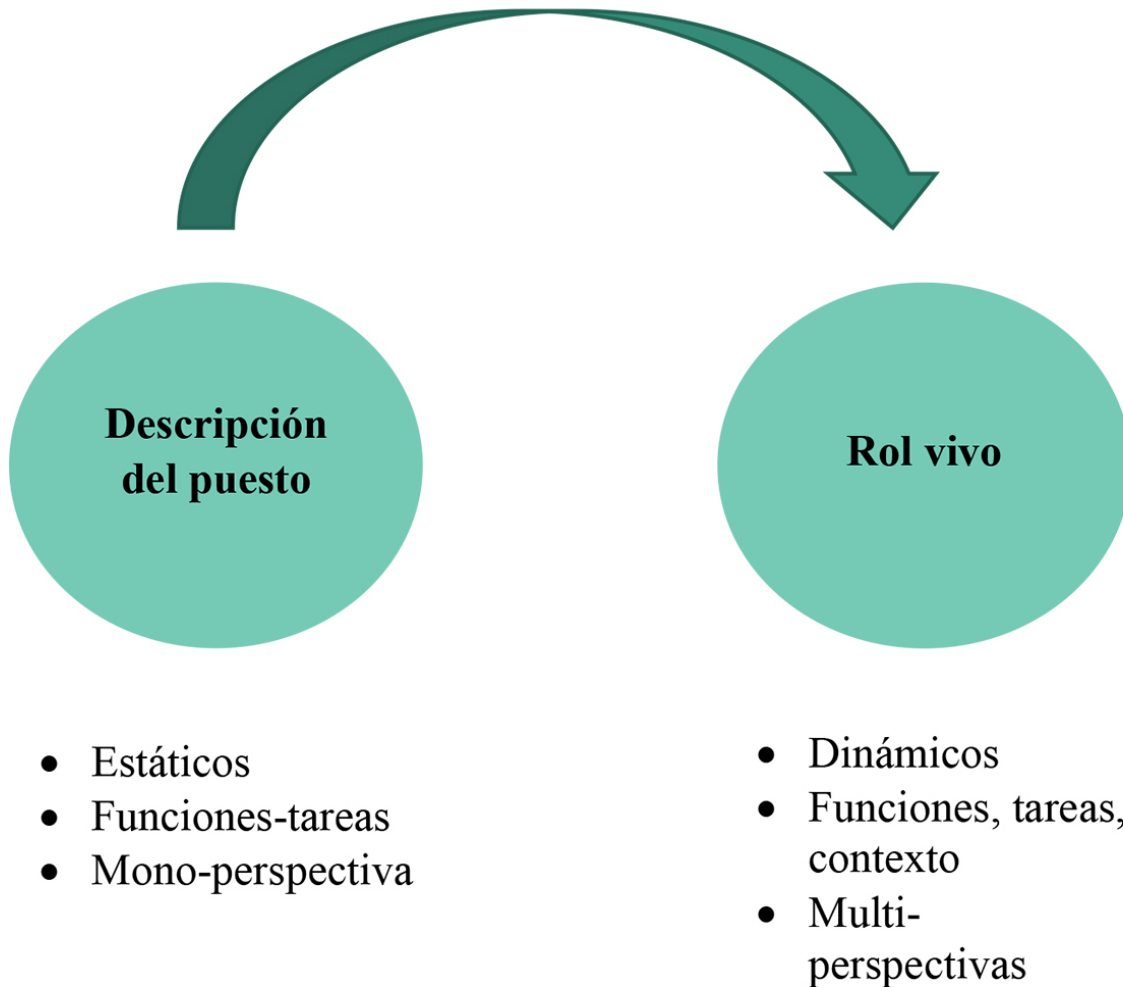 Descripción
del puesto
• Estáticos
• Funciones-tareas
• Mono-perspectiva
Rol vivo
• Dinámicos
• Funciones, tareas,
contexto
• Multi-
perspectivas